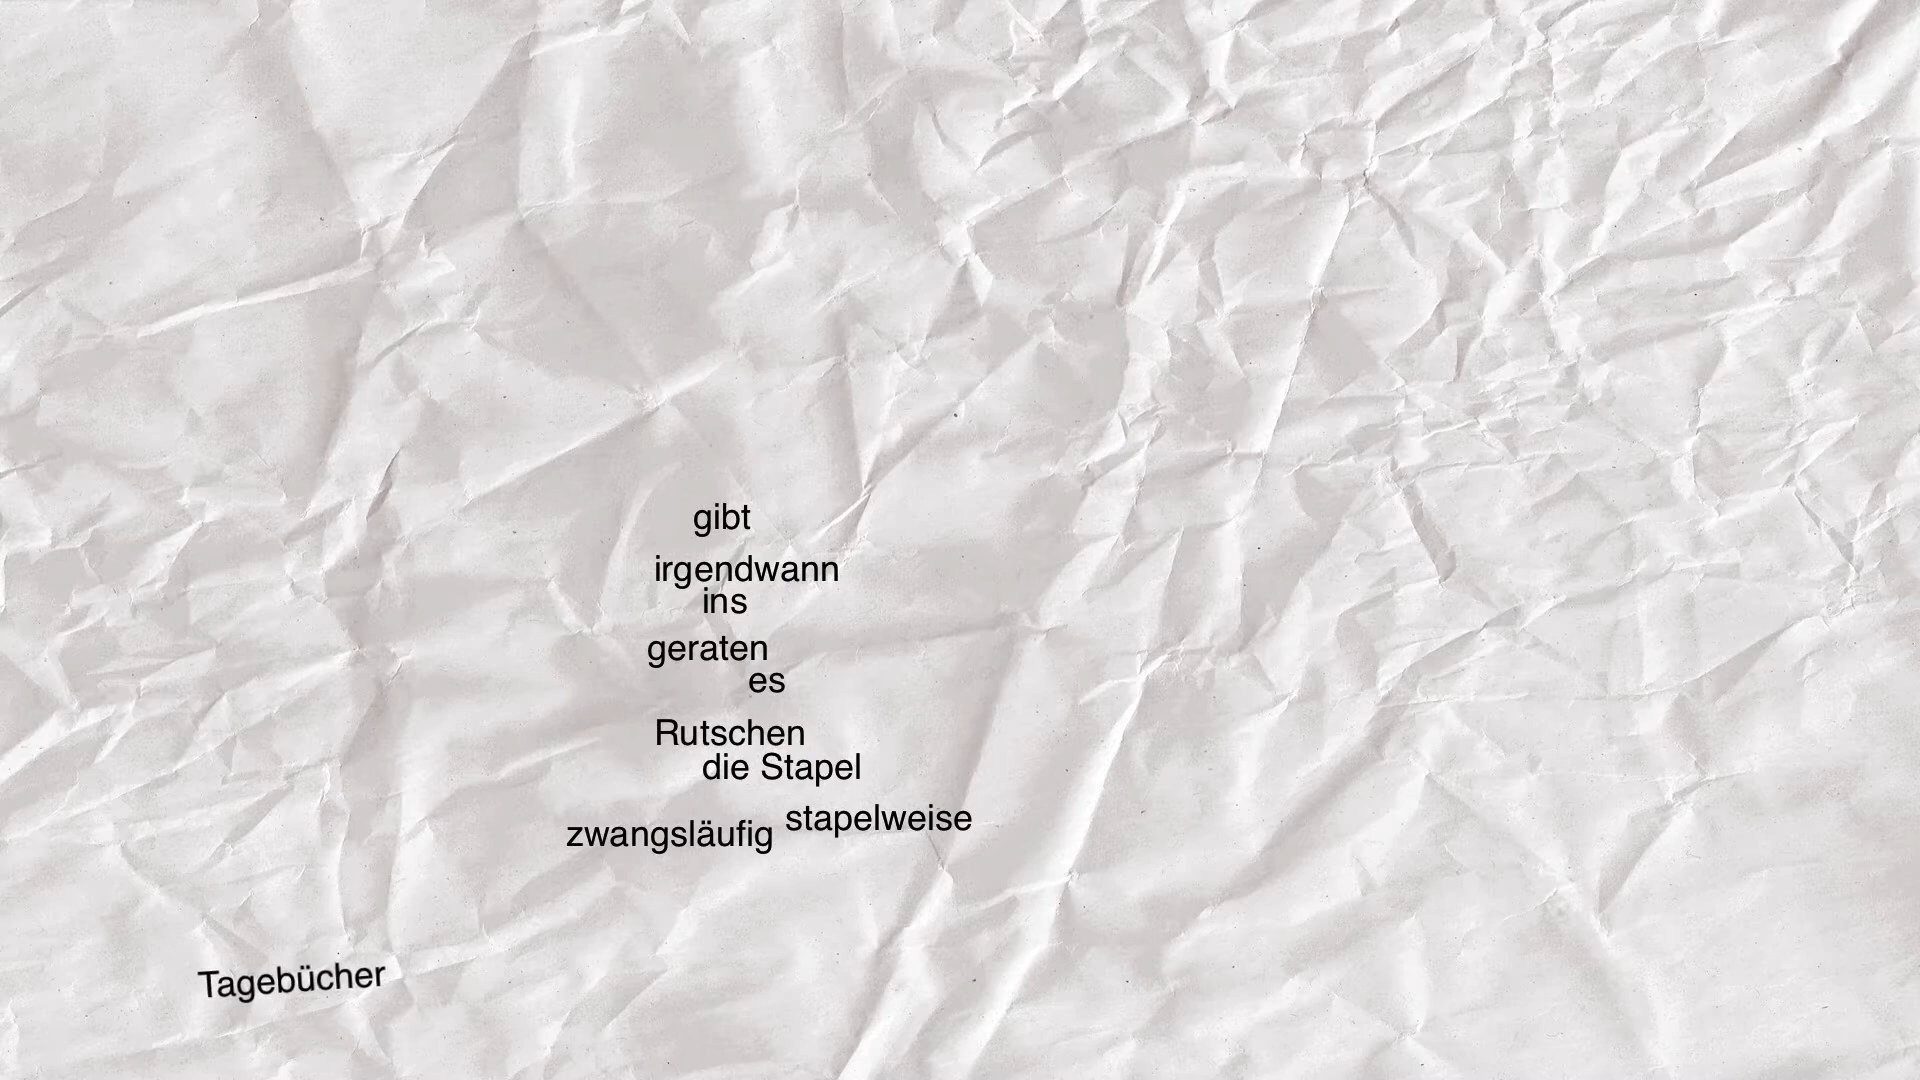 gibt
irgendwann
ins
geraten
es
Rutschen
die Stapel
stapelweise
zwangsläufig
Tagebücher